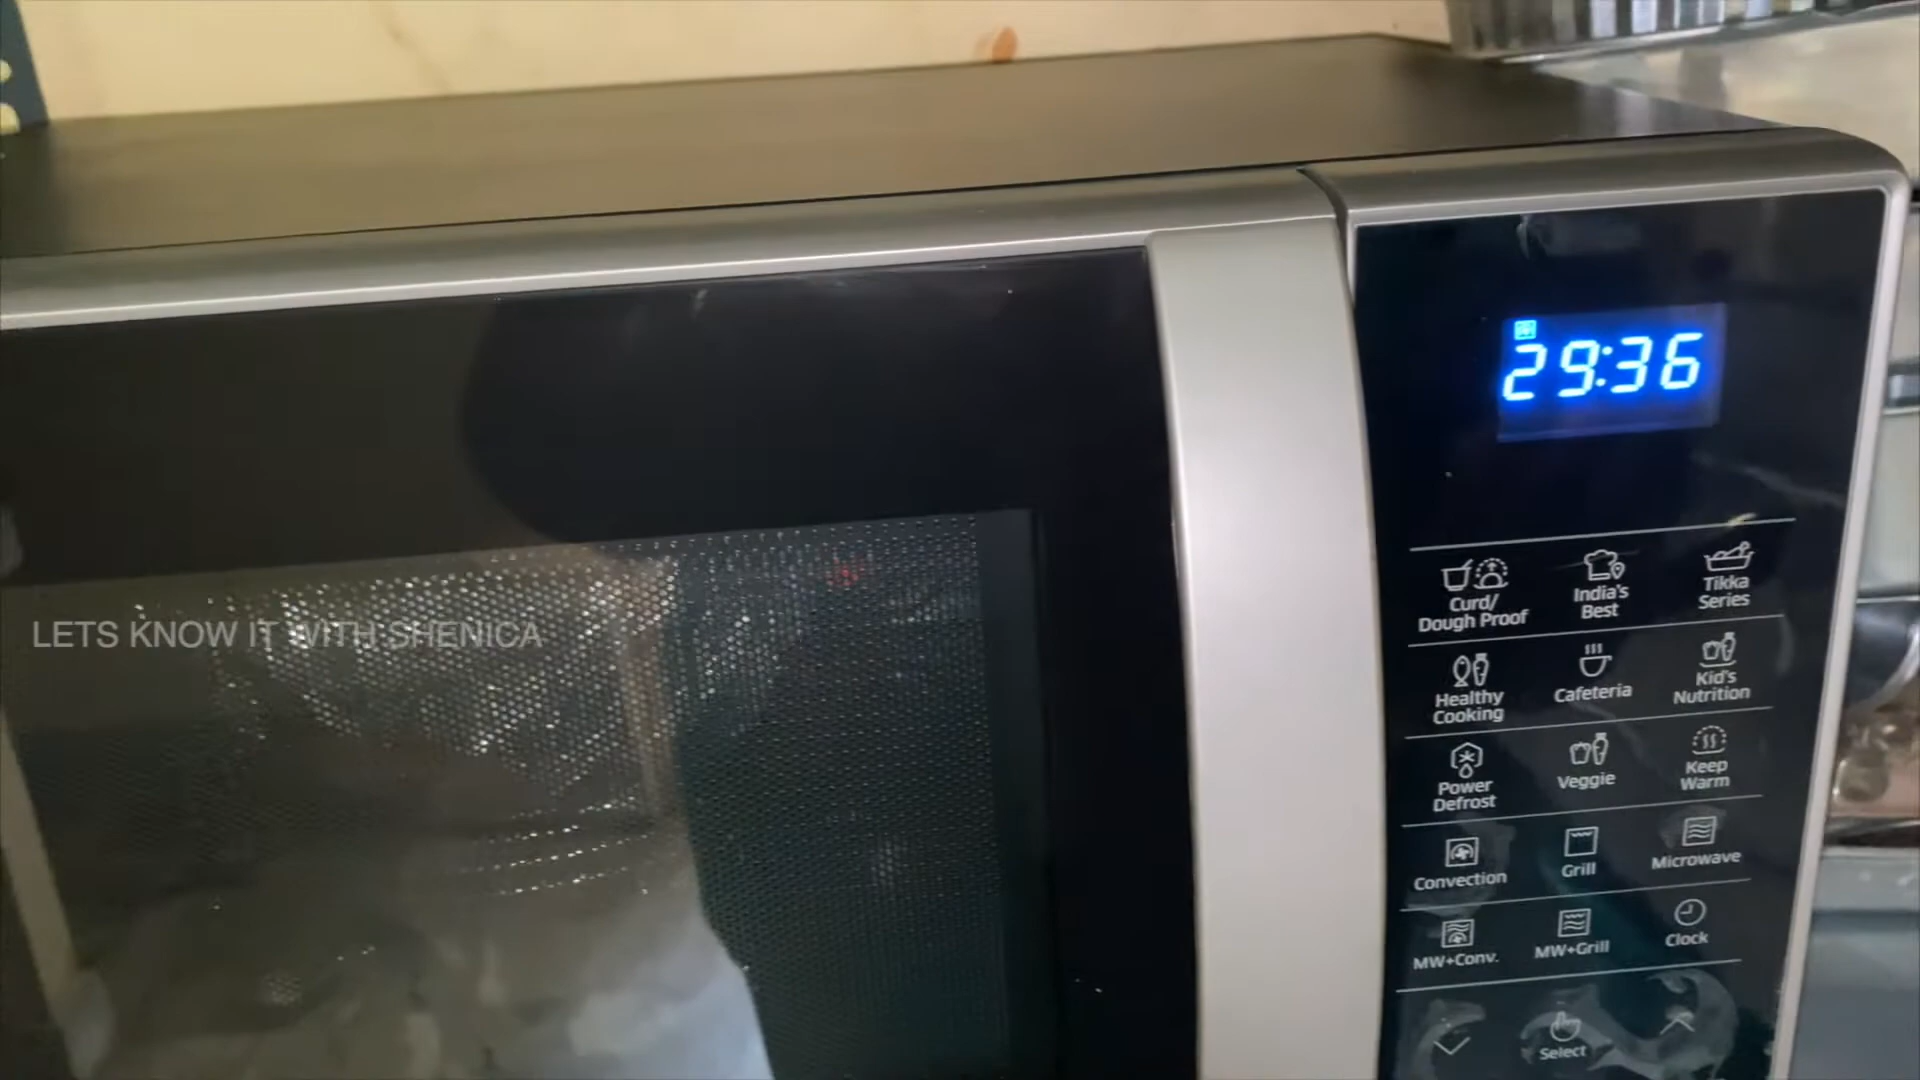 29:36
Curd/
Dough Proof
India's
Best
Tikka
Series
LETS KNOW IT WITH SHENICA
Healthy
Cooking
Cafeteria
Kid's
Nutrition
Power
Defrost
Veggie
Keep
Warm
Convection
Grill
Microwave
MW+Conv.
MW+Grill
Clock
Select